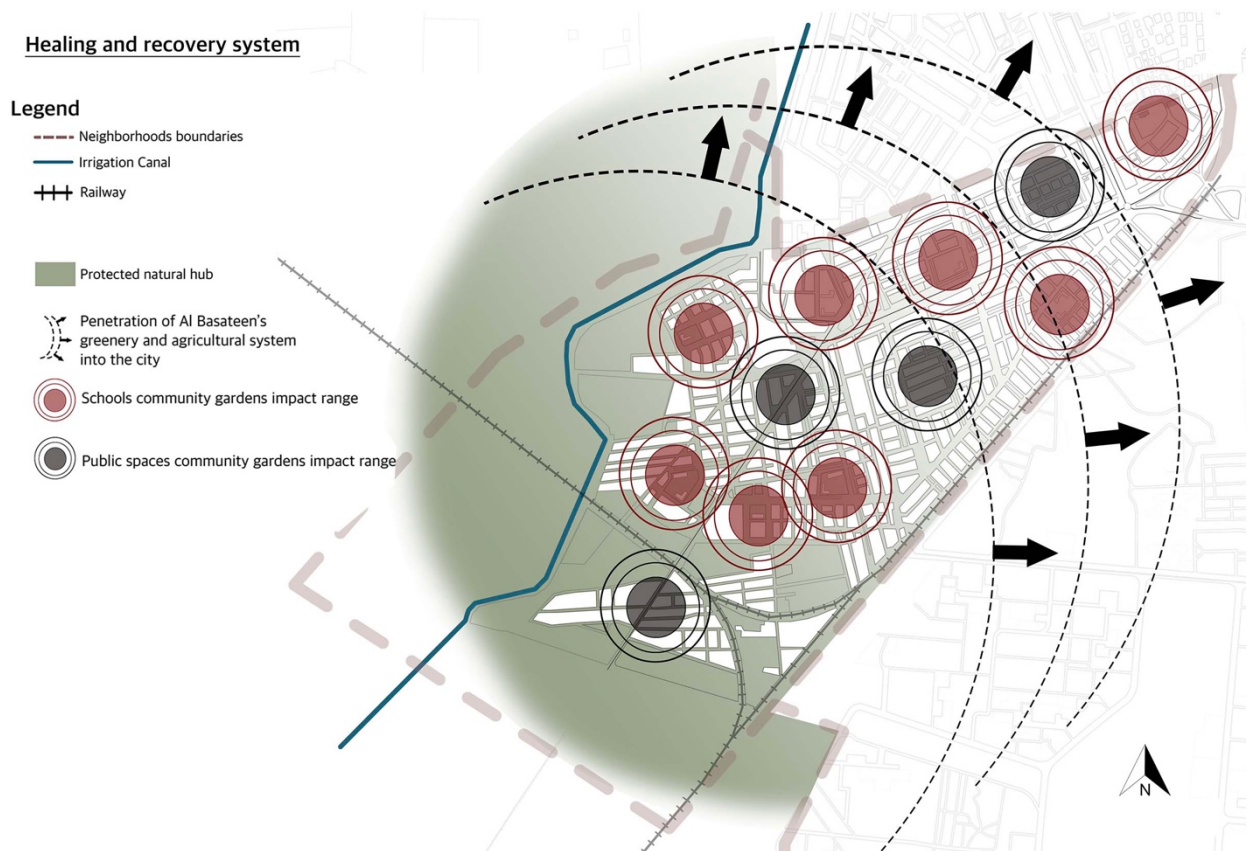 Healing and recovery system
Legend
Neighborhoods boundaries
Irrigation Canal
Railway
Protected natural hub
Penetration of Al Basateen's
greenery and agricultural system
into the city
Schools community gardens impact range
Public spaces community gardens impact range
N